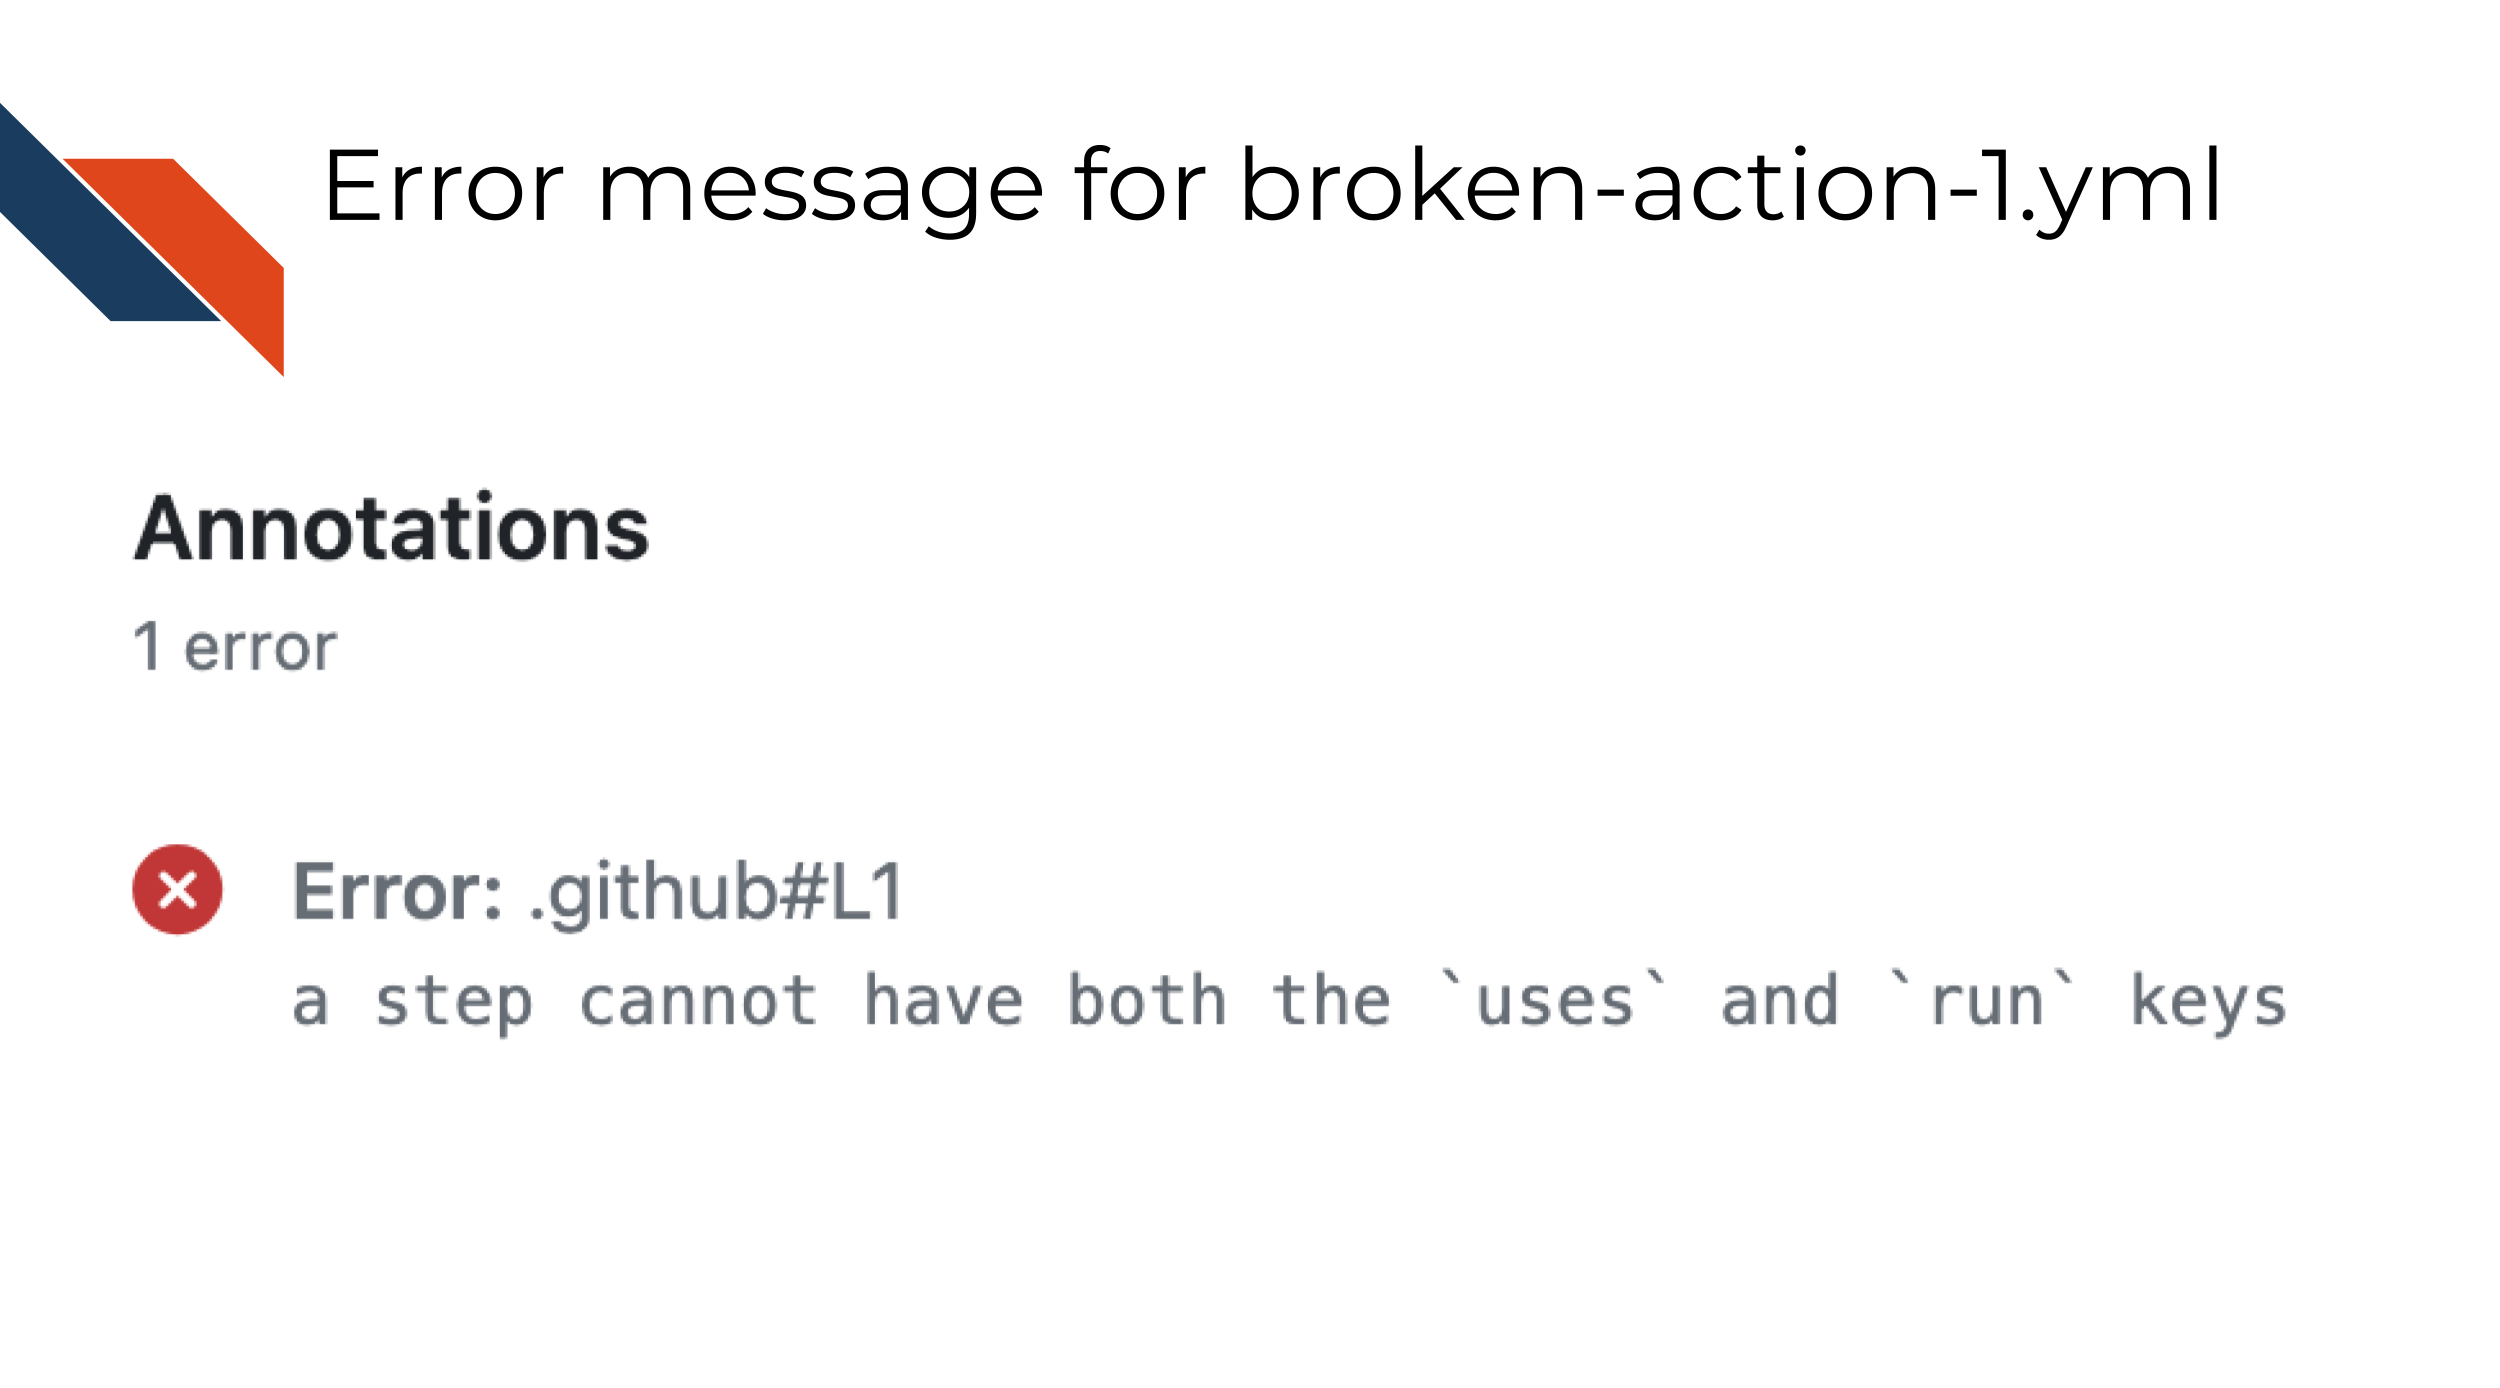 Error message for broken-action-1.yml
Annotations
1 error
Error: .github#L1
a step cannot have both the `uses` and `run` keys